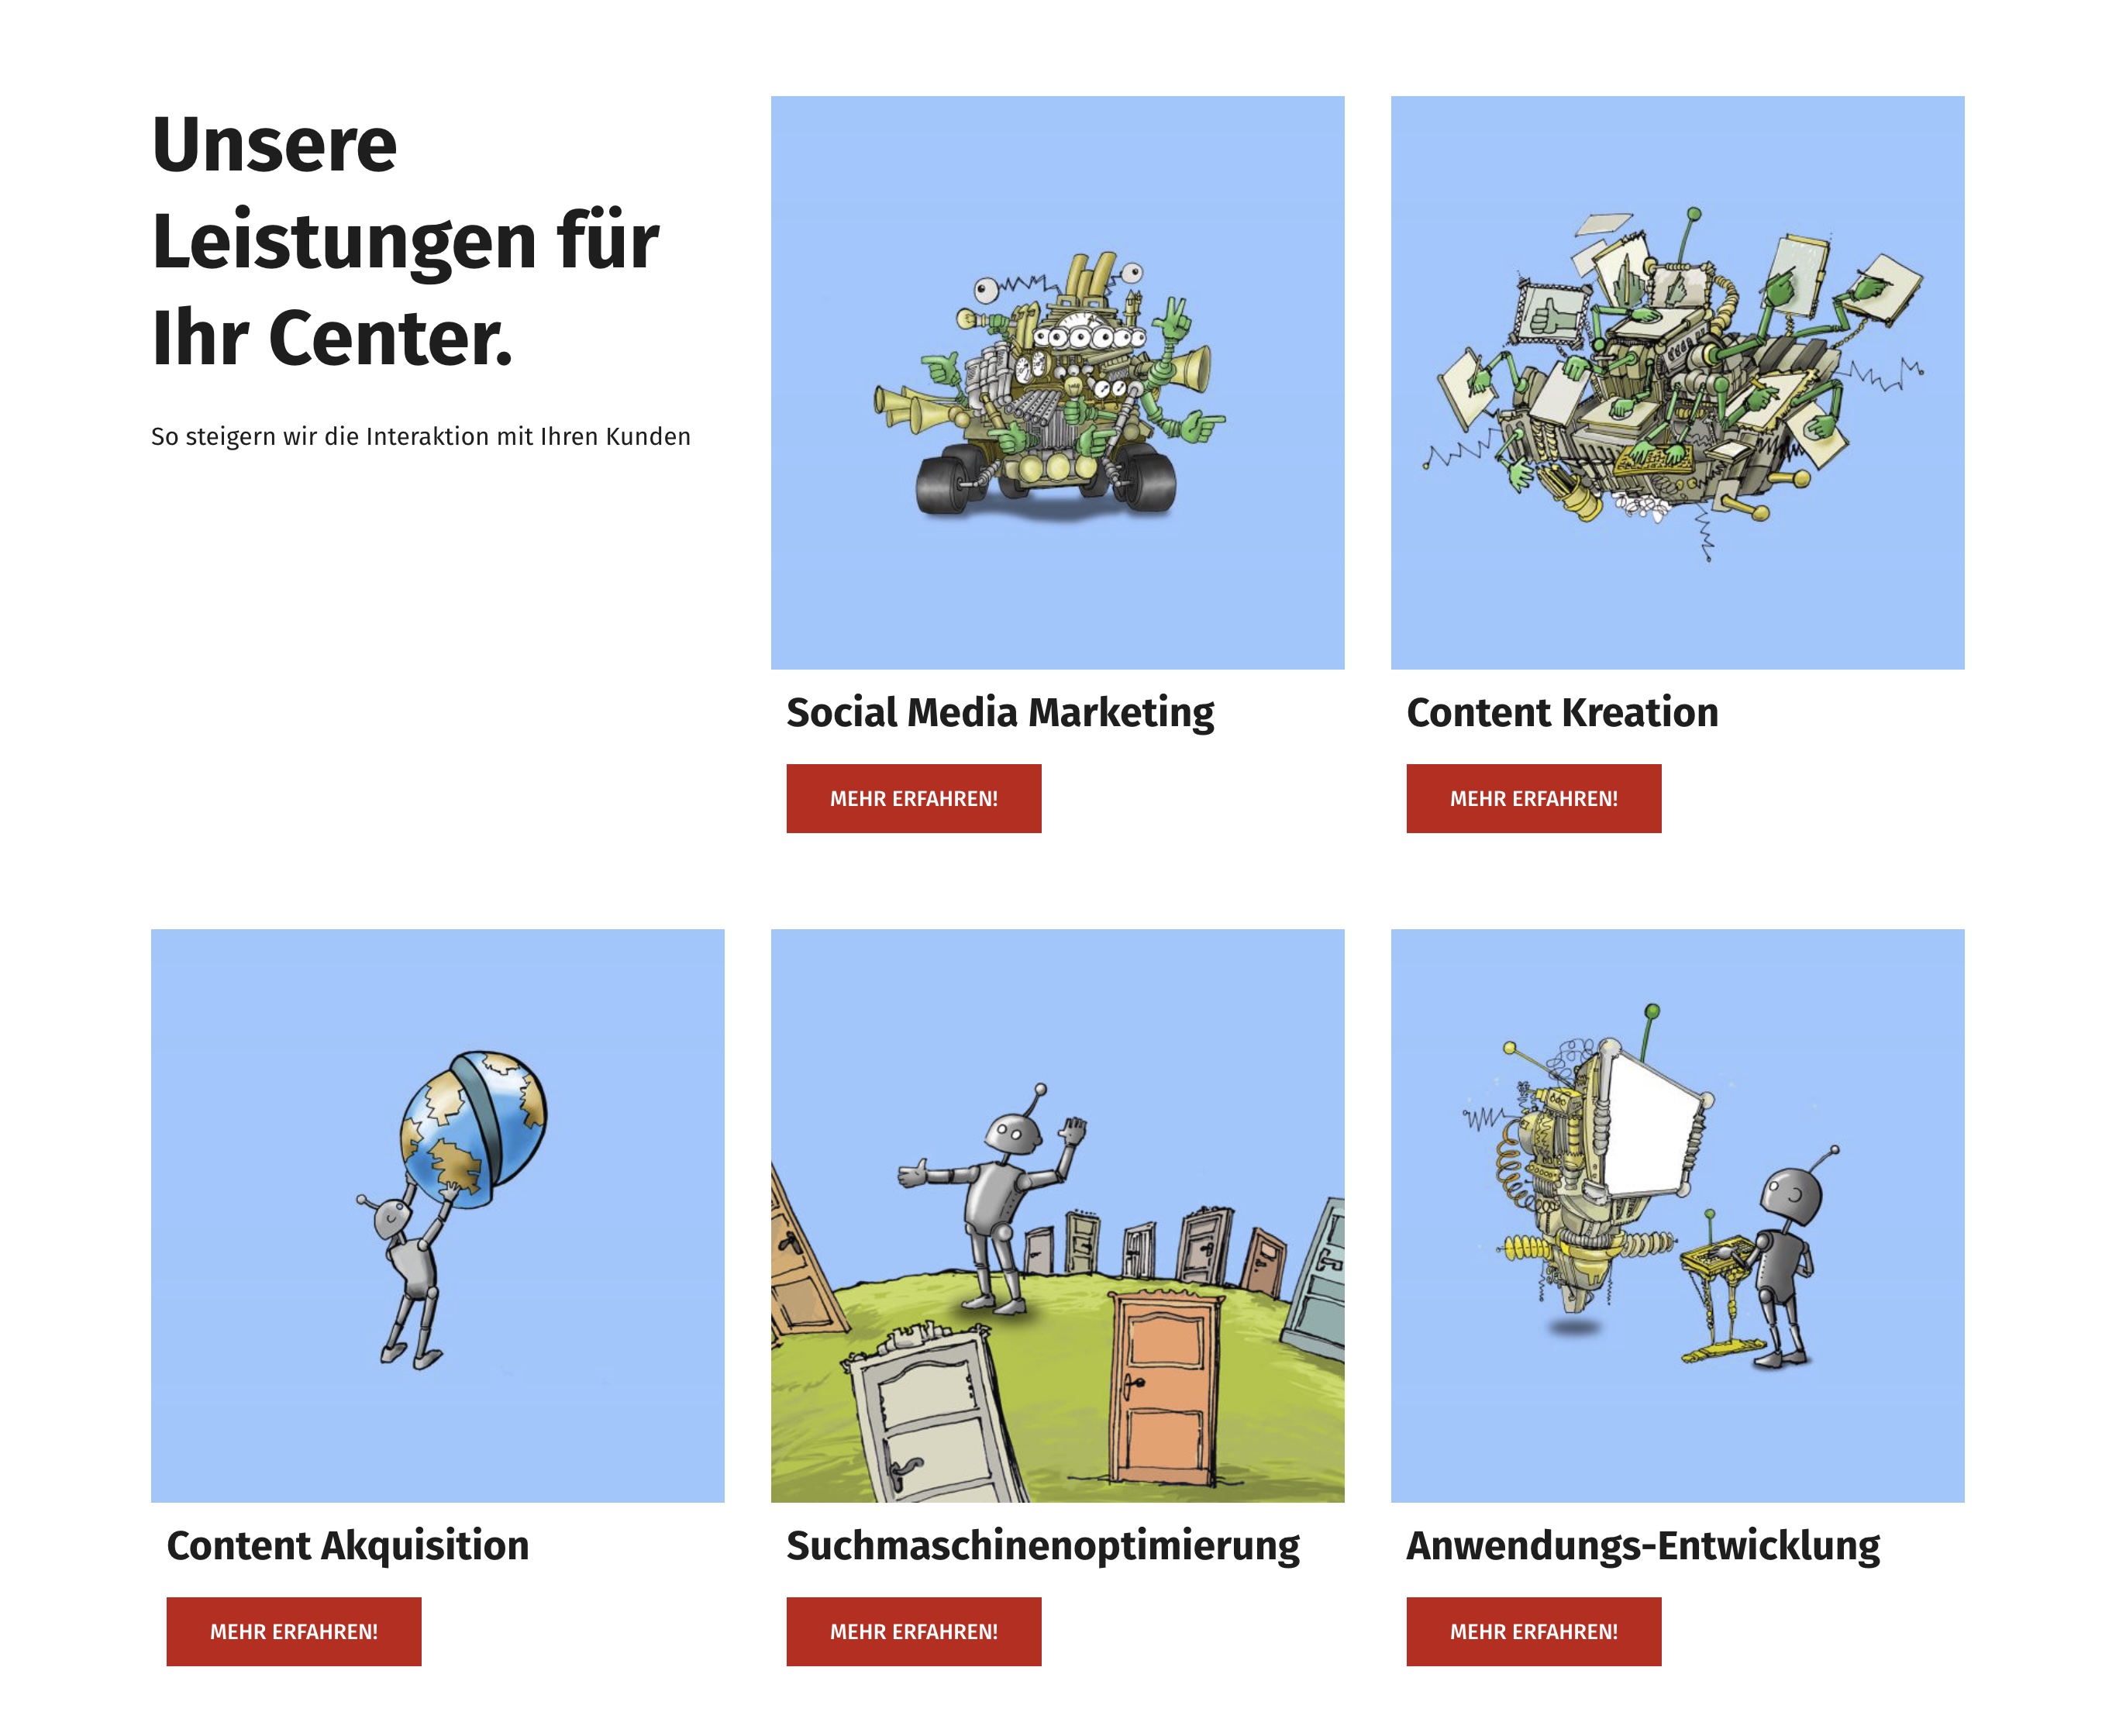 Unsere
Leistungen für
Ihr Center.
So steigern wir die Interaktion mit Ihren Kunden
Social Media Marketing
MEHR ERFAHREN!
Content Kreation
MEHR ERFAHREN!
Content Akquisition
MEHR ERFAHREN!
Suchmaschinenoptimierung
MEHR ERFAHREN!
Anwendungs-Entwicklung
MEHR ERFAHREN!